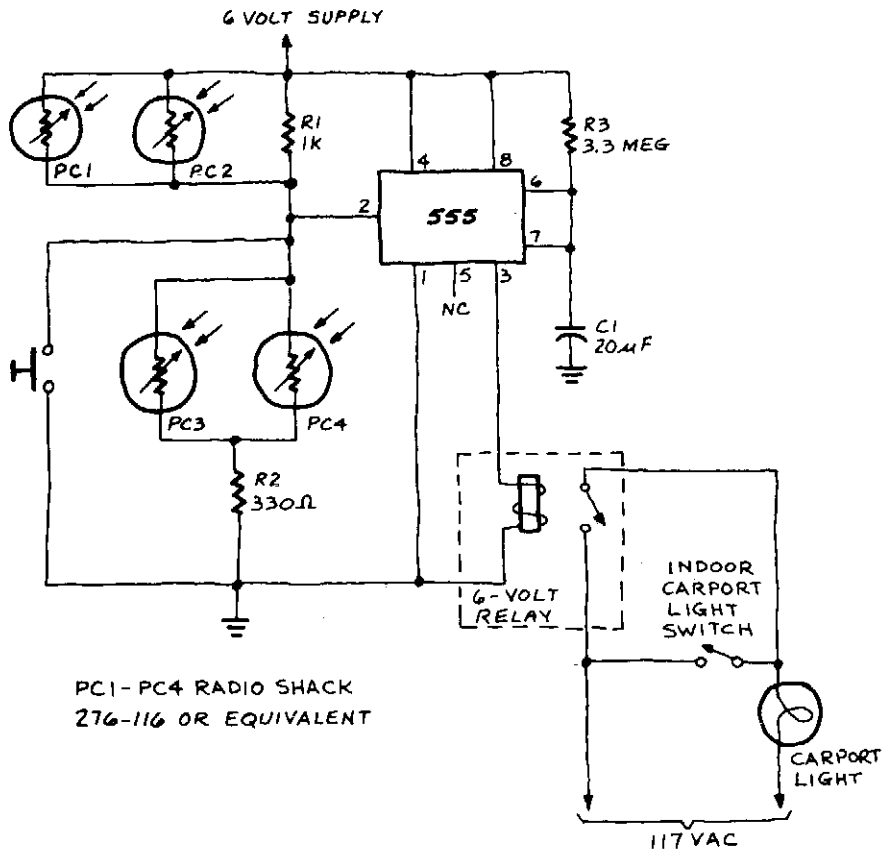 6 VOLT SUPPLY
PC1
PC2
R1
1K
R3
3.3 MEG
4
8
6
2
555
7
1
5
3
NC
C1
20µF
PC3
PC4
R2
330Ω
6-VOLT
RELAY
INDOOR
CARPORT
LIGHT
SWITCH
PC1-PC4 RADIO SHACK
276-116 OR EQUIVALENT
CARPORT
LIGHT
117 VAC